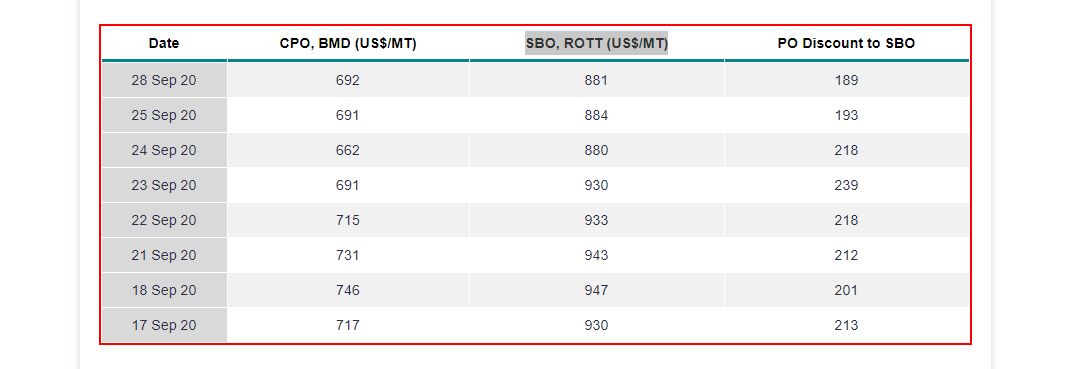 Date CPO, BMD (US$/MT) SBO, ROTT (US$/MT) PO Discount to SBO
28 Sep 20 692 881 189
25 Sep 20 691 884 193
24 Sep 20 662 880 218
23 Sep 20 691 930 239
22 Sep 20 715 933 218
21 Sep 20 731 943 212
18 Sep 20 746 947 201
17 Sep 20 717 930 213